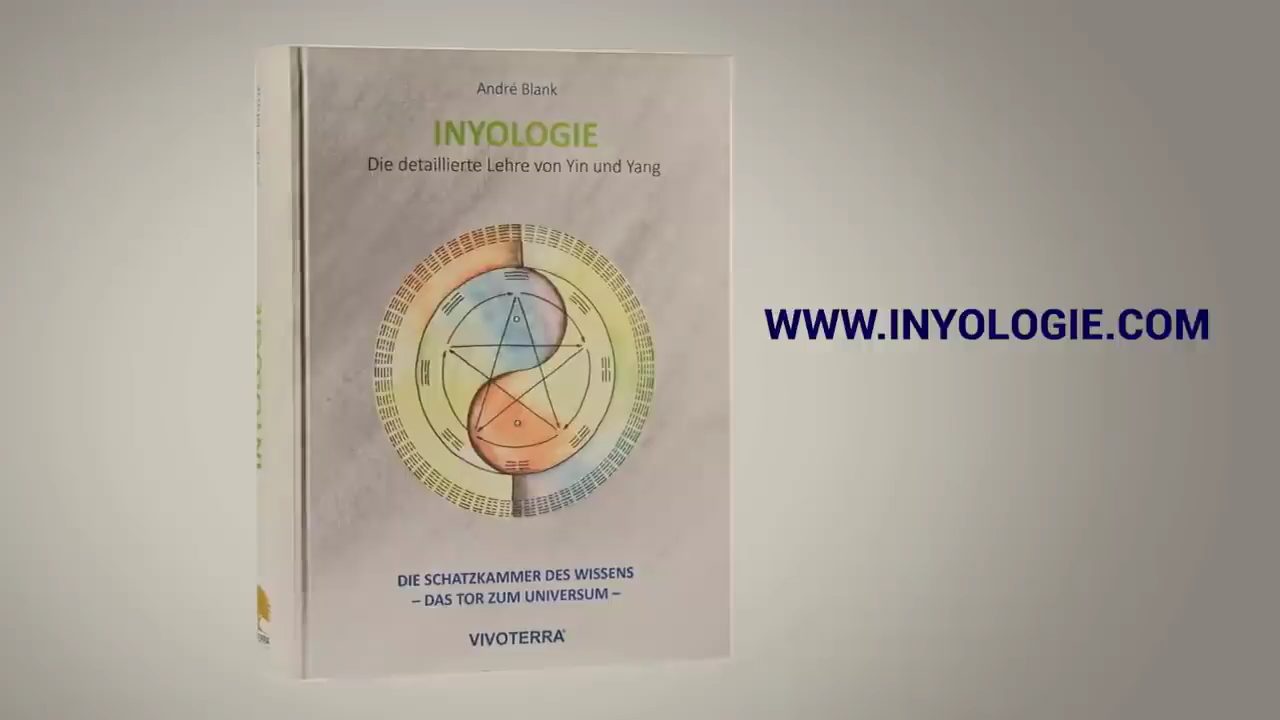 André Blank
INYOLOGIE
Die detaillierte Lehre von Yin und Yang
WWW.INYOLOGIE.COM
INYOLOGIE
DIE SCHATZKAMMER DES WISSENS
– DAS TOR ZUM UNIVERSUM –
VIVOTERRA®